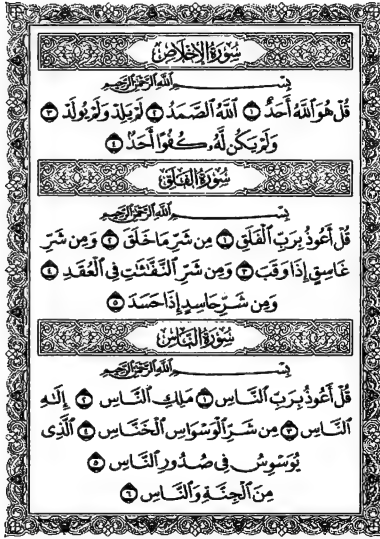 سُورَةُ الإِخْلَاصِ
بِسْمِ ٱللَّهِ ٱلرَّحْمَٰنِ ٱلرَّحِيمِ
قُلْ هُوَ ٱللَّهُ أَحَدٌ ١ ٱللَّهُ ٱلصَّمَدُ ٢ لَمْ يَلِدْ وَلَمْ يُولَدْ ٣
وَلَمْ يَكُن لَّهُۥ كُفُوًا أَحَدٌۢ ٤
سُورَةُ الْفَلَقِ
بِسْمِ ٱللَّهِ ٱلرَّحْمَٰنِ ٱلرَّحِيمِ
قُلْ أَعُوذُ بِرَبِّ ٱلْفَلَقِ ١ مِن شَرِّ مَا خَلَقَ ٢ وَمِن شَرِّ
غَاسِقٍ إِذَا وَقَبَ ٣ وَمِن شَرِّ ٱلنَّفَّٰثَٰتِ فِى ٱلْعُقَدِ ٤
وَمِن شَرِّ حَاسِدٍ إِذَا حَسَدَ ٥
سُورَةُ النَّاسِ
بِسْمِ ٱللَّهِ ٱلرَّحْمَٰنِ ٱلرَّحِيمِ
قُلْ أَعُوذُ بِرَبِّ ٱلنَّاسِ ١ مَلِكِ ٱلنَّاسِ ٢ إِلَٰهِ
ٱلنَّاسِ ٣ مِن شَرِّ ٱلْوَسْوَاسِ ٱلْخَنَّاسِ ٤ ٱلَّذِى
يُوَسْوِسُ فِى صُدُورِ ٱلنَّاسِ ٥
مِنَ ٱلْجِنَّةِ وَٱلنَّاسِ ٦